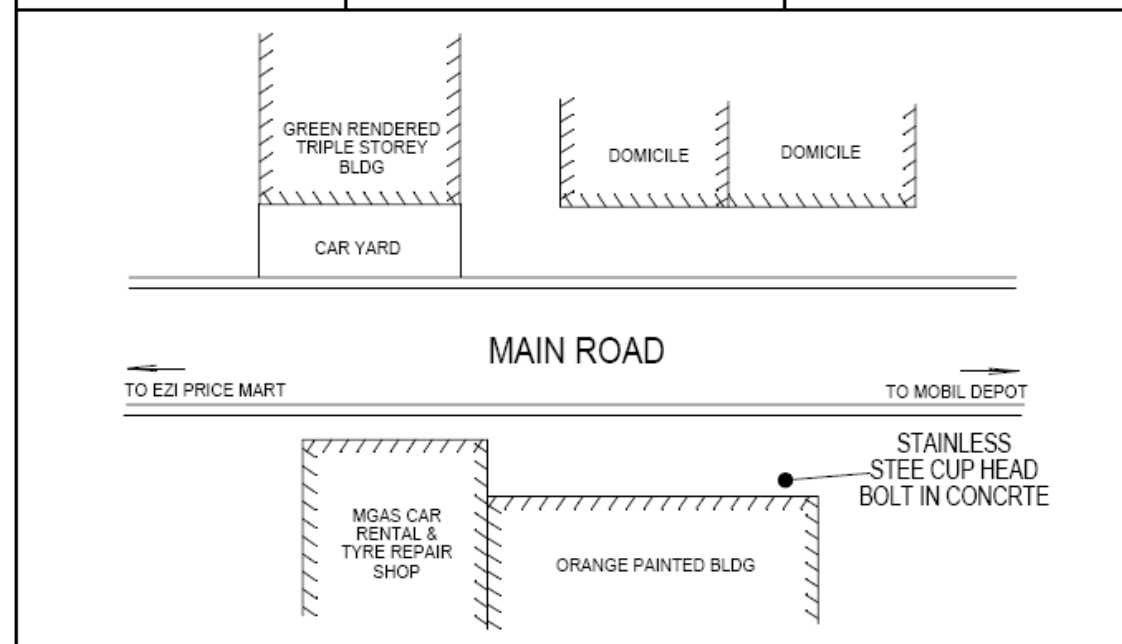 GREEN RENDERED
TRIPLE STOREY
BLDG
DOMICILE
DOMICILE
CAR YARD
MAIN ROAD
TO EZI PRICE MART
TO MOBIL DEPOT
STAINLESS
STEE CUP HEAD
BOLT IN CONCRTE
MGAS CAR
RENTAL &
TYRE REPAIR
SHOP
ORANGE PAINTED BLDG